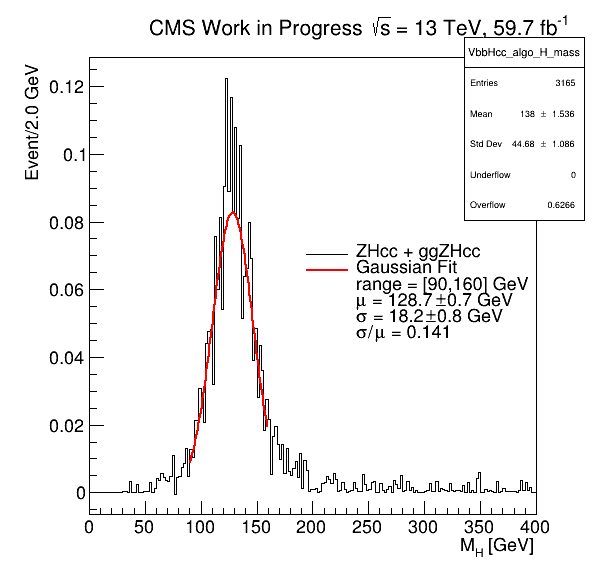 CMS Work in Progress √s = 13 TeV, 59.7 fb⁻¹
VbbHcc_algo_H_mass
Entries 3165
Mean 138 ± 1.536
Std Dev 44.68 ± 1.086
Underflow 0
Overflow 0.6266
Event/2.0 GeV
0.12
0.1
0.08
0.06
0.04
0.02
0
ZHcc + ggZHcc
Gaussian Fit
range = [90,160] GeV
μ = 128.7±0.7 GeV
σ = 18.2±0.8 GeV
σ/μ = 0.141
0 50 100 150 200 250 300 350 400
M_H [GeV]